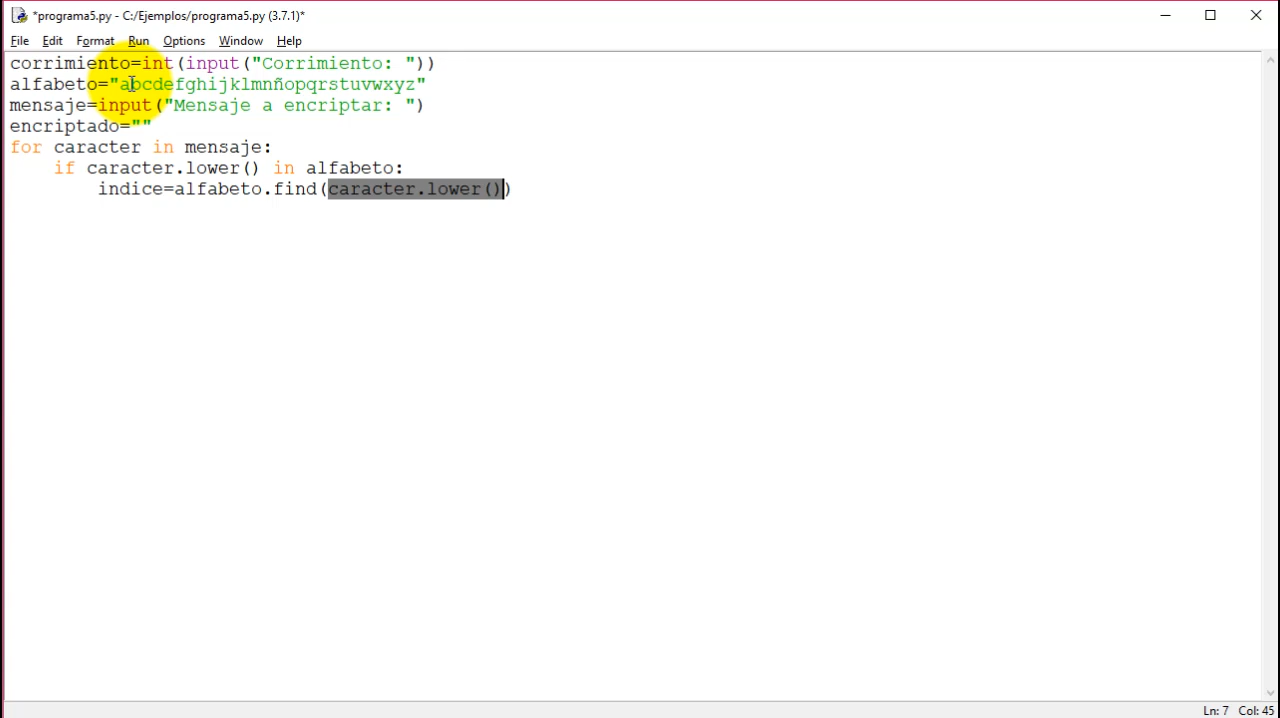 *programa5.py - C:/Ejemplos/programa5.py (3.7.1)*
File Edit Format Run Options Window Help
corrimiento=int(input("Corrimiento: "))
alfabeto="abcdefghijklmnñopqrstuvwxyz"
mensaje=input("Mensaje a encriptar: ")
encriptado=""
for caracter in mensaje:
    if caracter.lower() in alfabeto:
        indice=alfabeto.find(caracter.lower())
Ln: 7 Col: 45